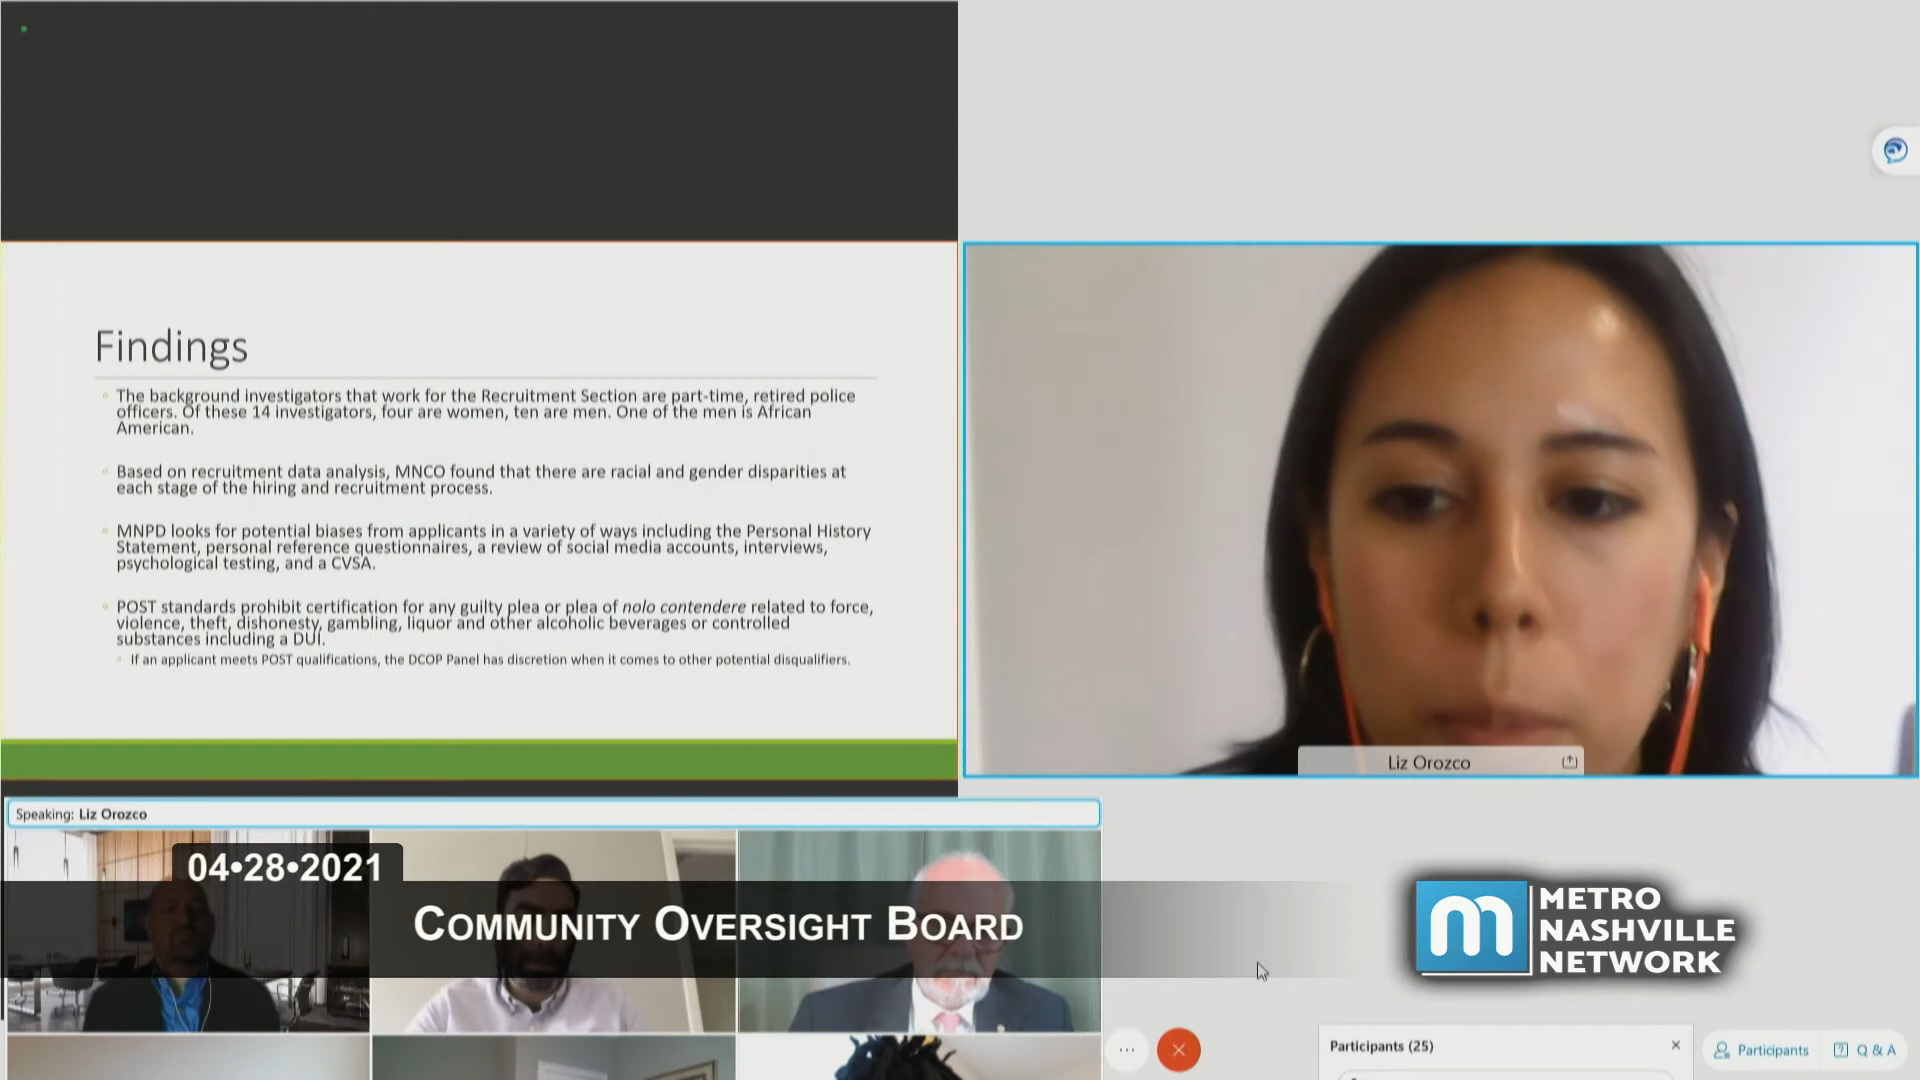 Findings
The background investigators that work for the Recruitment Section are part-time, retired police
officers. Of these 14 investigators, four are women, ten are men. One of the men is African
American.
Based on recruitment data analysis, MNCO found that there are racial and gender disparities at
each stage of the hiring and recruitment process.
MNPD looks for potential biases from applicants in a variety of ways including the Personal History
Statement, personal reference questionnaires, a review of social media accounts, interviews,
psychological testing, and a CVSA.
POST standards prohibit certification for any guilty plea or plea of nolo contendere related to force,
violence, theft, dishonesty, gambling, liquor and other alcoholic beverages or controlled
substances including a DUI.
If an applicant meets POST qualifications, the DCOP Panel has discretion when it comes to other potential disqualifiers.
Liz Orozco
Speaking: Liz Orozco
04•28•2021
Community Oversight Board
m METRO
NASHVILLE
NETWORK
Participants (25)
Participants
Q & A